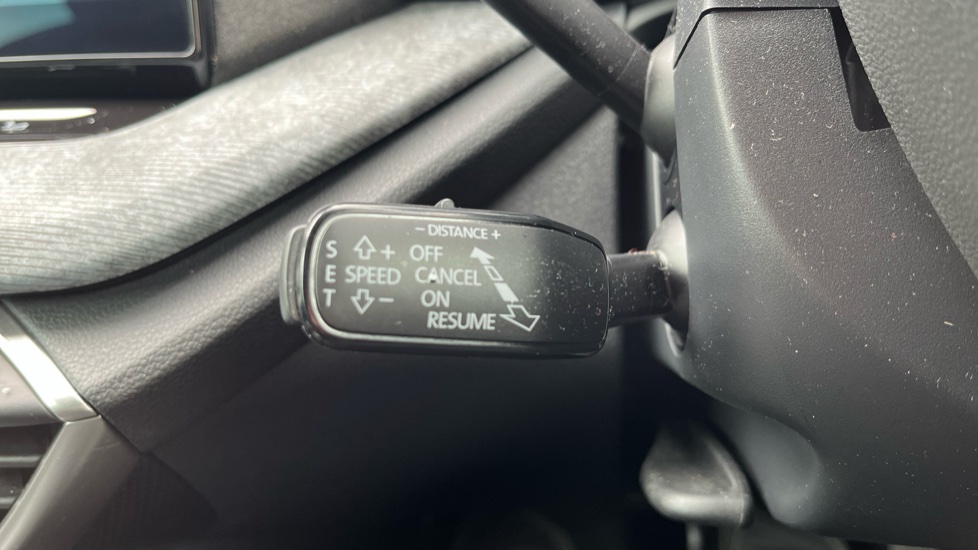 - DISTANCE +
S + OFF
E SPEED CANCEL
T - ON
RESUME